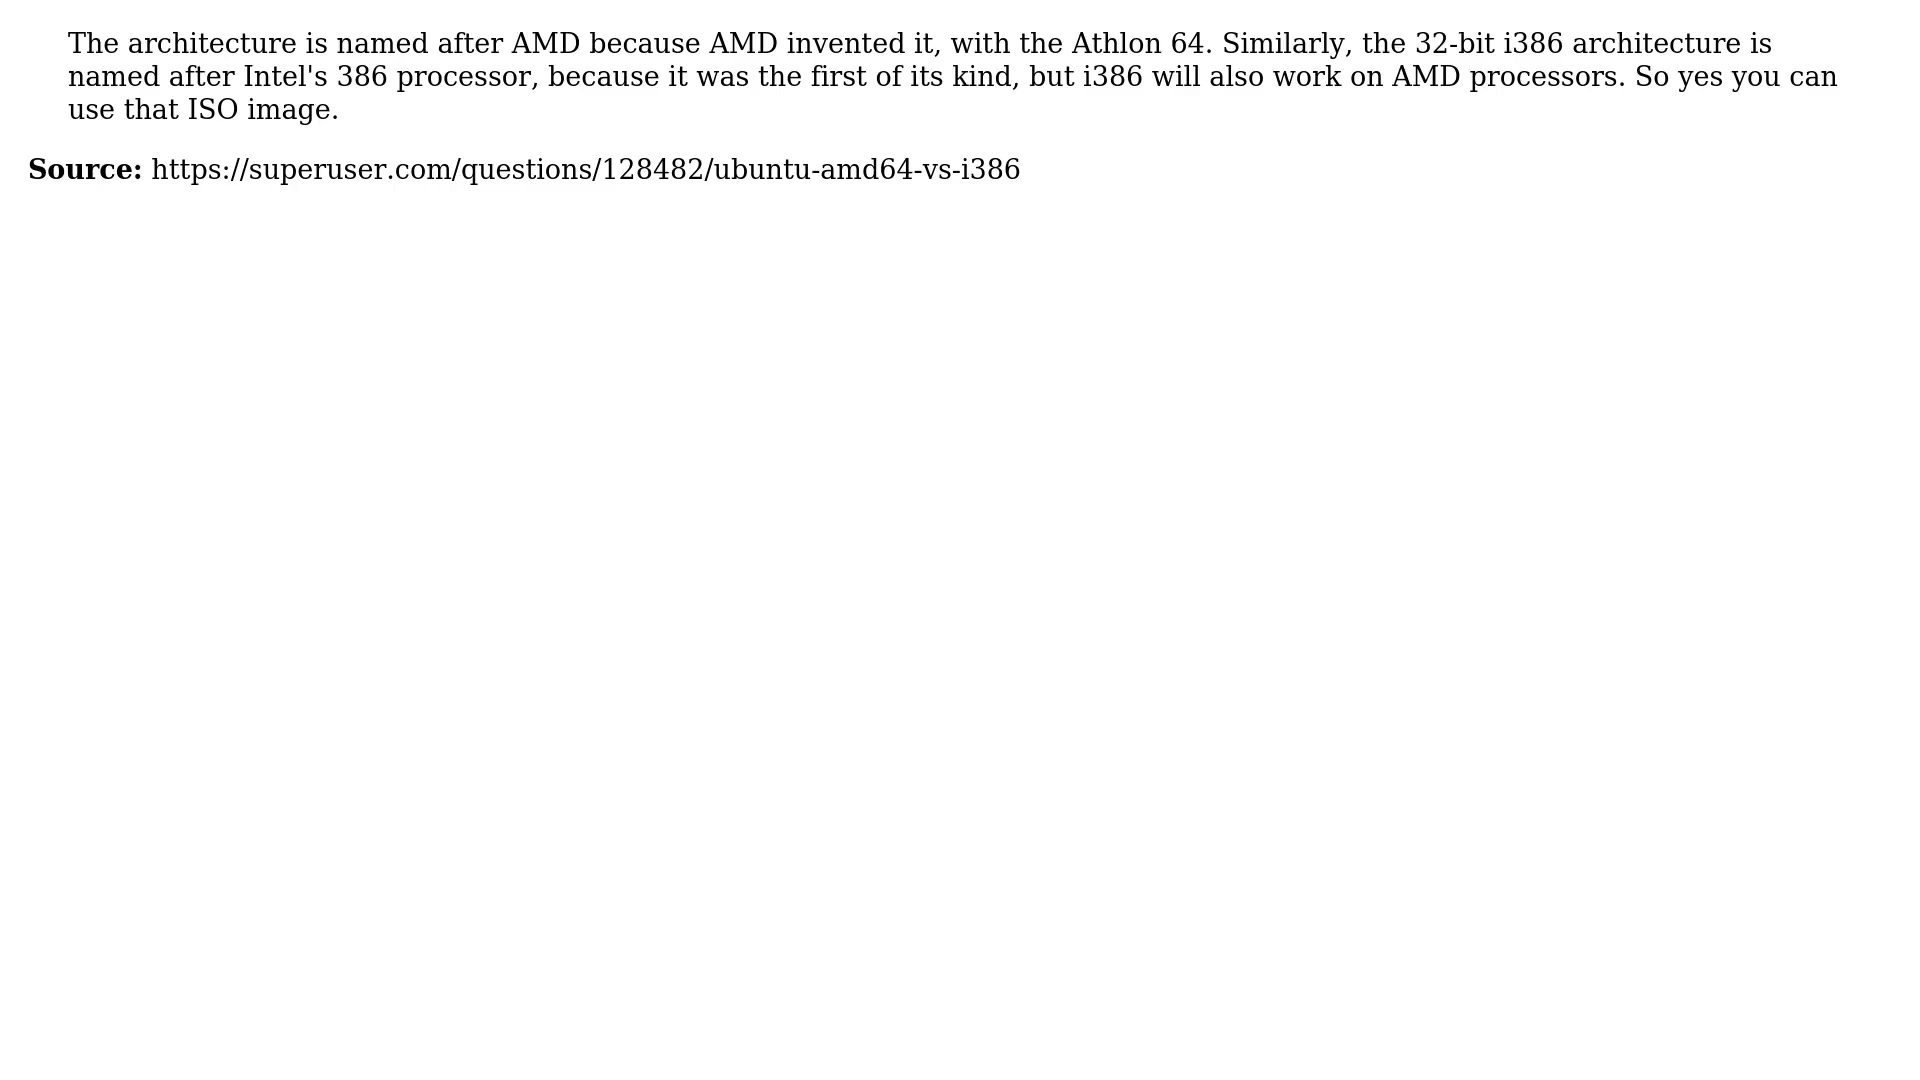 The architecture is named after AMD because AMD invented it, with the Athlon 64. Similarly, the 32-bit i386 architecture is
named after Intel's 386 processor, because it was the first of its kind, but i386 will also work on AMD processors. So yes you can
use that ISO image.
Source: https://superuser.com/questions/128482/ubuntu-amd64-vs-i386